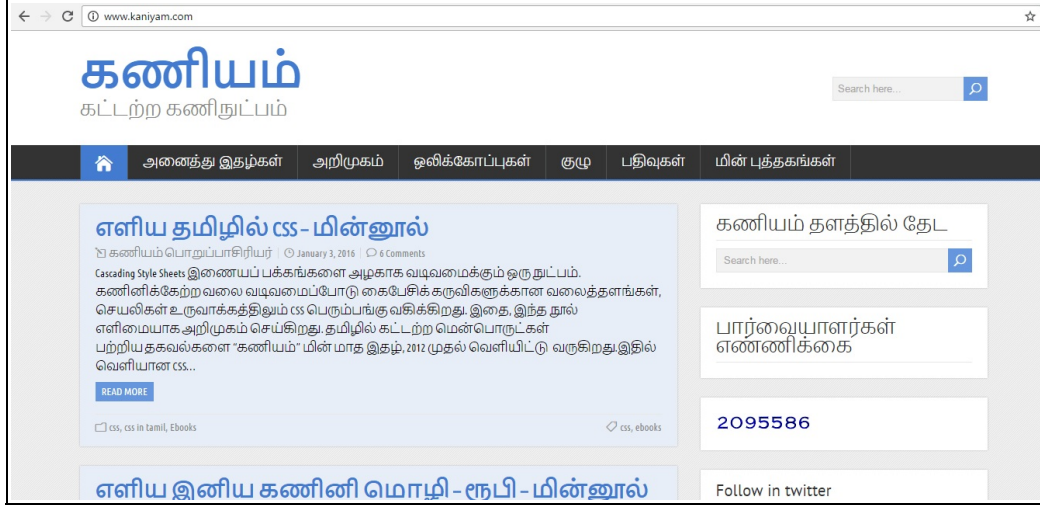 www.kaniyam.com
கணியம்
கட்டற்ற கணிநுட்பம்
Search here...
அனைத்து இதழ்கள் அறிமுகம் ஒலிக்கோப்புகள் குழு பதிவுகள் மின் புத்தகங்கள்
எளிய தமிழில் css – மின்னூல்
கணியம் பொறுப்பாசிரியர் January 3, 2016 6 Comments
Cascading Style Sheets இணையப் பக்கங்களை அழகாக வடிவமைக்கும் ஒரு நுட்பம்.
கணினிக்கேற்ற வலை வடிவமைப்போடு கைபேசிக் கருவிகளுக்கான வலைத்தளங்கள்,
செயலிகள் உருவாக்கத்திலும் css பெரும்பங்கு வகிக்கிறது. இதை, இந்த நூல்
எளிமையாக அறிமுகம் செய்கிறது. தமிழில் கட்டற்ற மென்பொருட்கள்
பற்றிய தகவல்களை “கணியம்” மின் மாத இதழ், 2012 முதல் வெளியிட்டு வருகிறது.இதில்
வெளியான css...
READ MORE
css, css in tamil, Ebooks css, ebooks
எளிய இனிய கணினி மொழி – ரூபி – மின்னூல்
கணியம் தளத்தில் தேட
Search here...
பார்வையாளர்கள்
எண்ணிக்கை
2095586
Follow in twitter